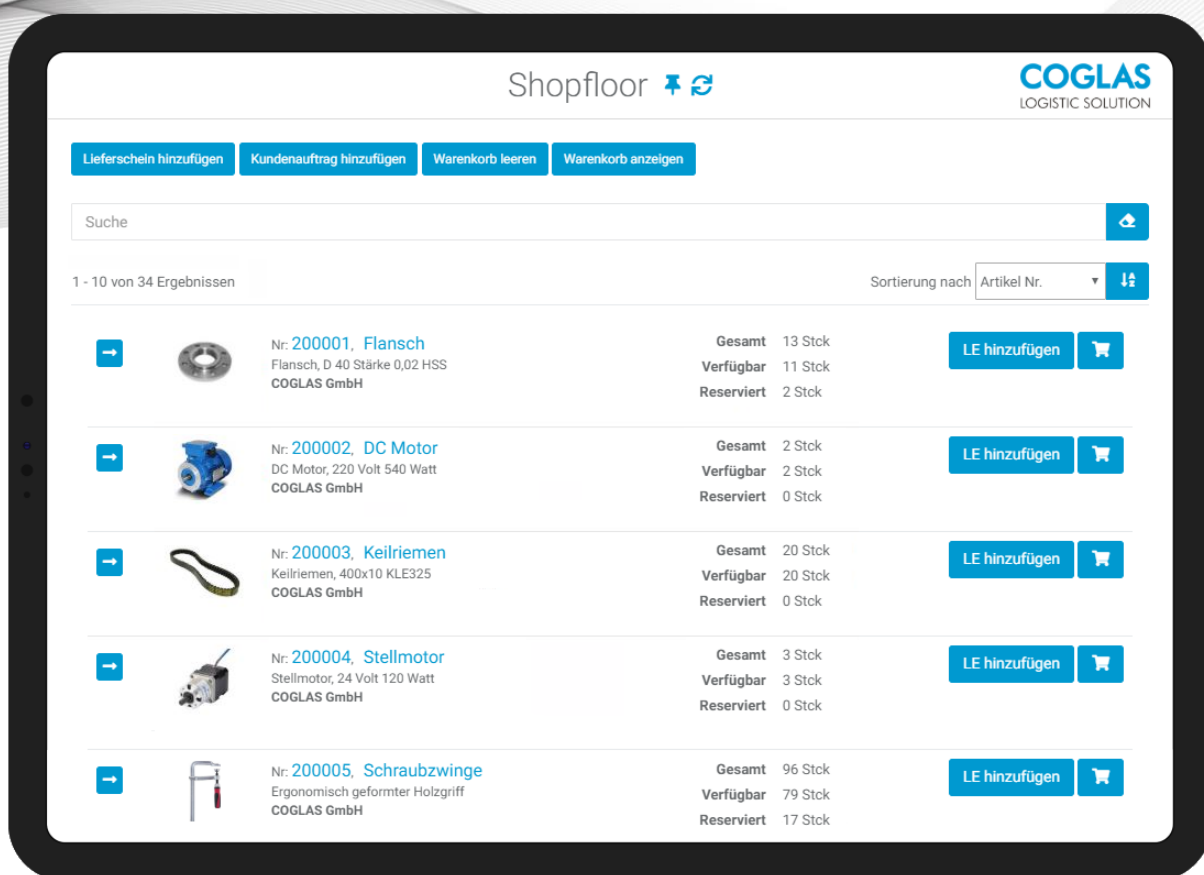 Shopfloor
COGLAS
LOGISTIC SOLUTION
Lieferschein hinzufügen Kundenauftrag hinzufügen Warenkorb leeren Warenkorb anzeigen
Suche
1 - 10 von 34 Ergebnissen Sortierung nach Artikel Nr.
Nr: 200001, Flansch
Flansch, D 40 Stärke 0,02 HSS
COGLAS GmbH
Gesamt 13 Stck
Verfügbar 11 Stck
Reserviert 2 Stck
LE hinzufügen
Nr: 200002, DC Motor
DC Motor, 220 Volt 540 Watt
COGLAS GmbH
Gesamt 2 Stck
Verfügbar 2 Stck
Reserviert 0 Stck
LE hinzufügen
Nr: 200003, Keilriemen
Keilriemen, 400x10 KLE325
COGLAS GmbH
Gesamt 20 Stck
Verfügbar 20 Stck
Reserviert 0 Stck
LE hinzufügen
Nr: 200004, Stellmotor
Stellmotor, 24 Volt 120 Watt
COGLAS GmbH
Gesamt 3 Stck
Verfügbar 3 Stck
Reserviert 0 Stck
LE hinzufügen
Nr: 200005, Schraubzwinge
Ergonomisch geformter Holzgriff
COGLAS GmbH
Gesamt 96 Stck
Verfügbar 79 Stck
Reserviert 17 Stck
LE hinzufügen